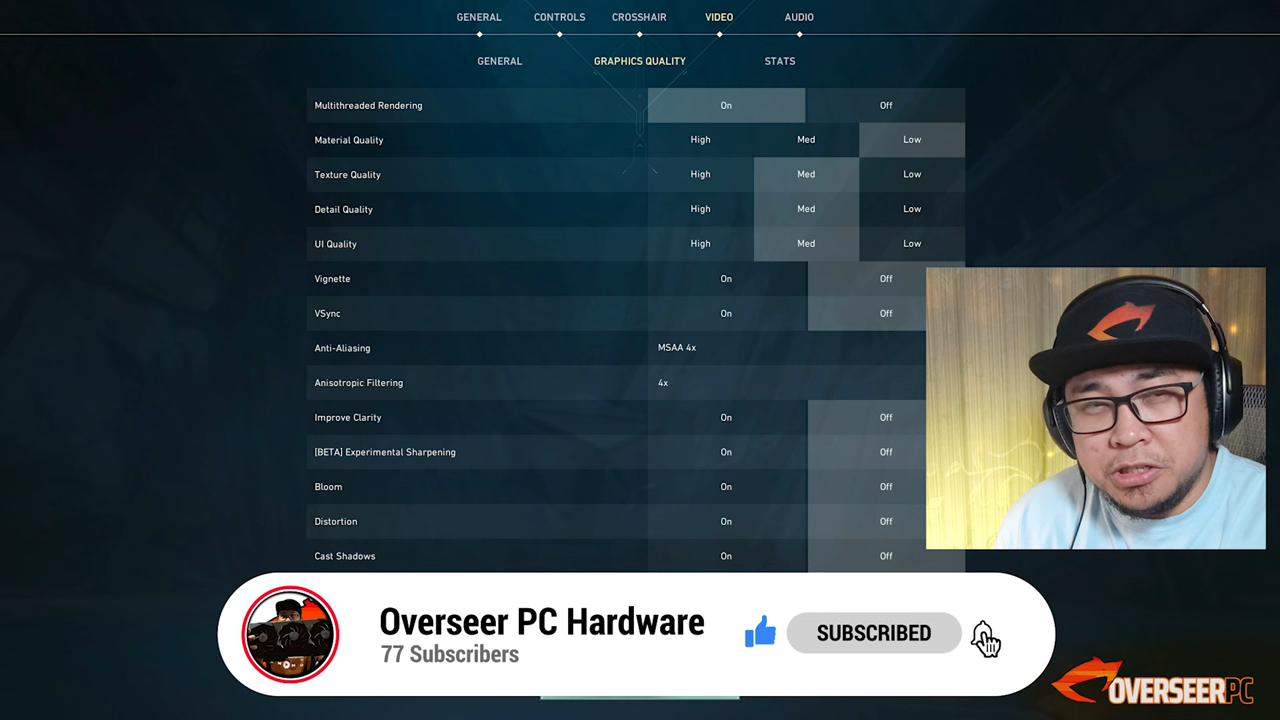 GENERAL CONTROLS CROSSHAIR VIDEO AUDIO
GENERAL GRAPHICS QUALITY STATS
Multithreaded Rendering On Off
Material Quality High Med Low
Texture Quality High Med Low
Detail Quality High Med Low
UI Quality High Med Low
Vignette On Off
VSync On Off
Anti-Aliasing MSAA 4x
Anisotropic Filtering 4x
Improve Clarity On Off
[BETA] Experimental Sharpening On Off
Bloom On Off
Distortion On Off
Cast Shadows On Off
Overseer PC Hardware
77 Subscribers
SUBSCRIBED
OVERSEERPC